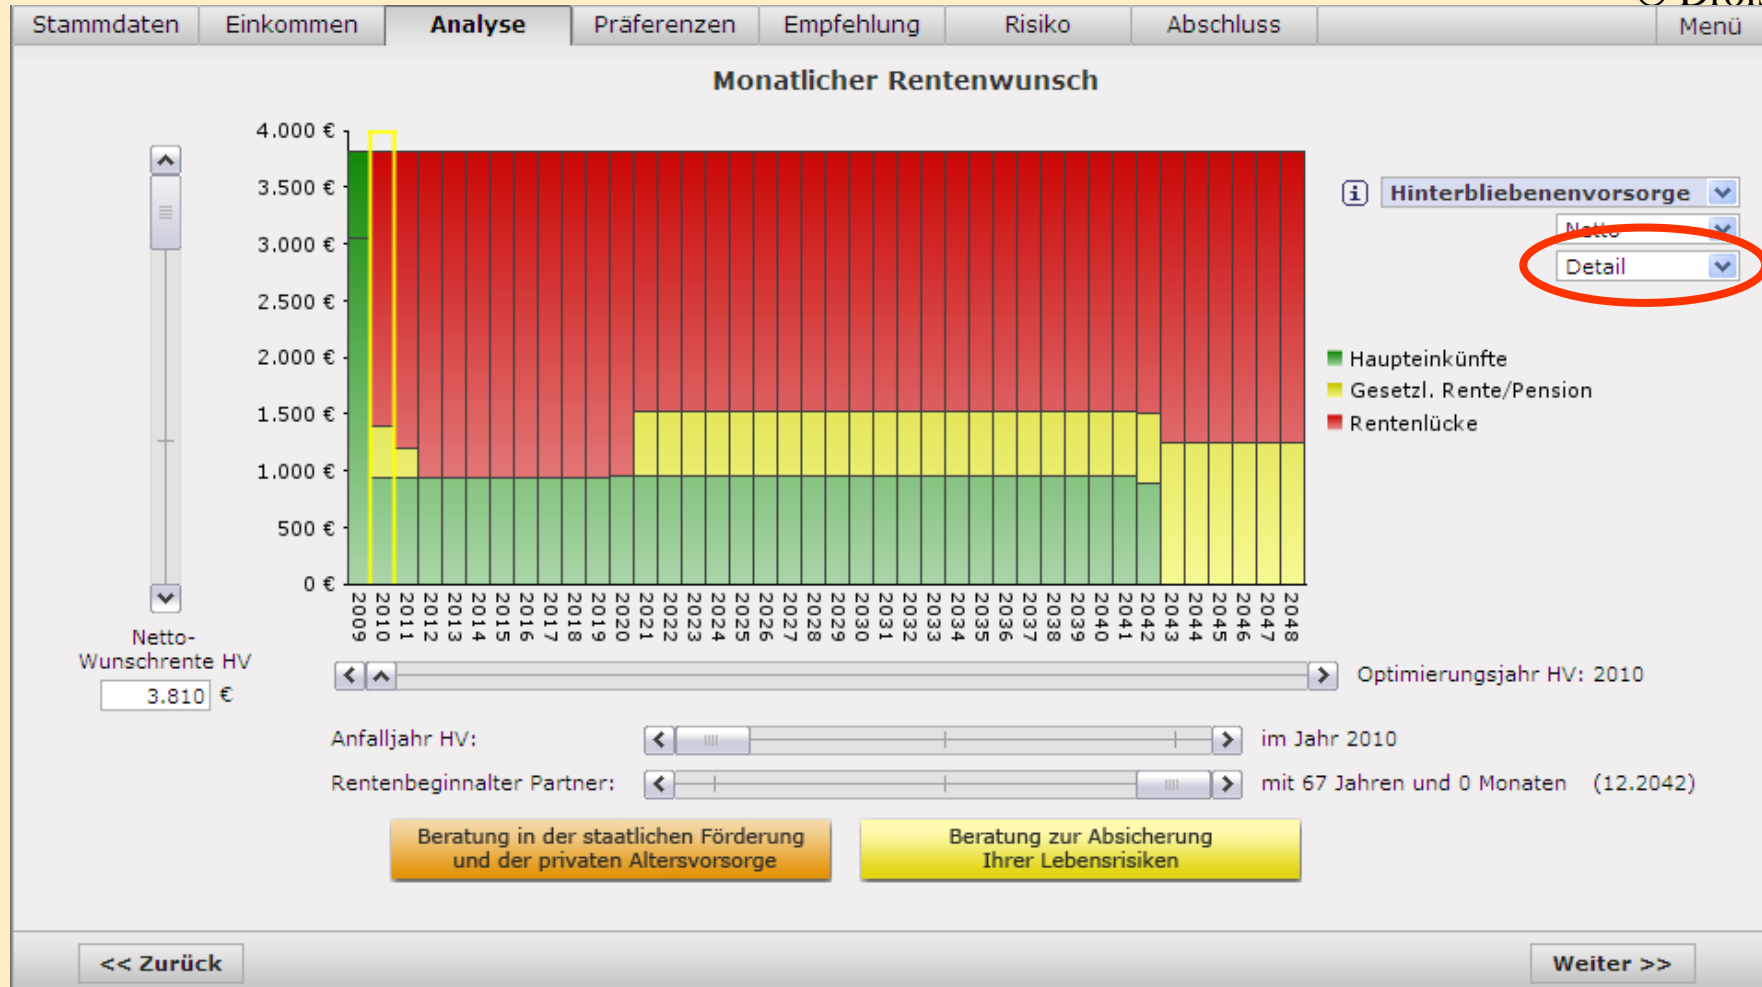 Stammdaten Einkommen Analyse Präferenzen Empfehlung Risiko Abschluss Menü
Monatlicher Rentenwunsch
4.000 €
3.500 €
3.000 €
2.500 €
2.000 €
1.500 €
1.000 €
500 €
0 €
2009 2010 2011 2012 2013 2014 2015 2016 2017 2018 2019 2020 2021 2022 2023 2024 2025 2026 2027 2028 2029 2030 2031 2032 2033 2034 2035 2036 2037 2038 2039 2040 2041 2042 2043 2044 2045 2046 2047 2048
i Hinterbliebenenvorsorge
Netto
Detail
Haupteinkünfte
Gesetzl. Rente/Pension
Rentenlücke
Netto-
Wunschrente HV
3.810 €
Optimierungsjahr HV: 2010
Anfalljahr HV: im Jahr 2010
Rentenbeginnalter Partner: mit 67 Jahren und 0 Monaten (12.2042)
Beratung in der staatlichen Förderung
und der privaten Altersvorsorge
Beratung zur Absicherung
Ihrer Lebensrisiken
<< Zurück Weiter >>